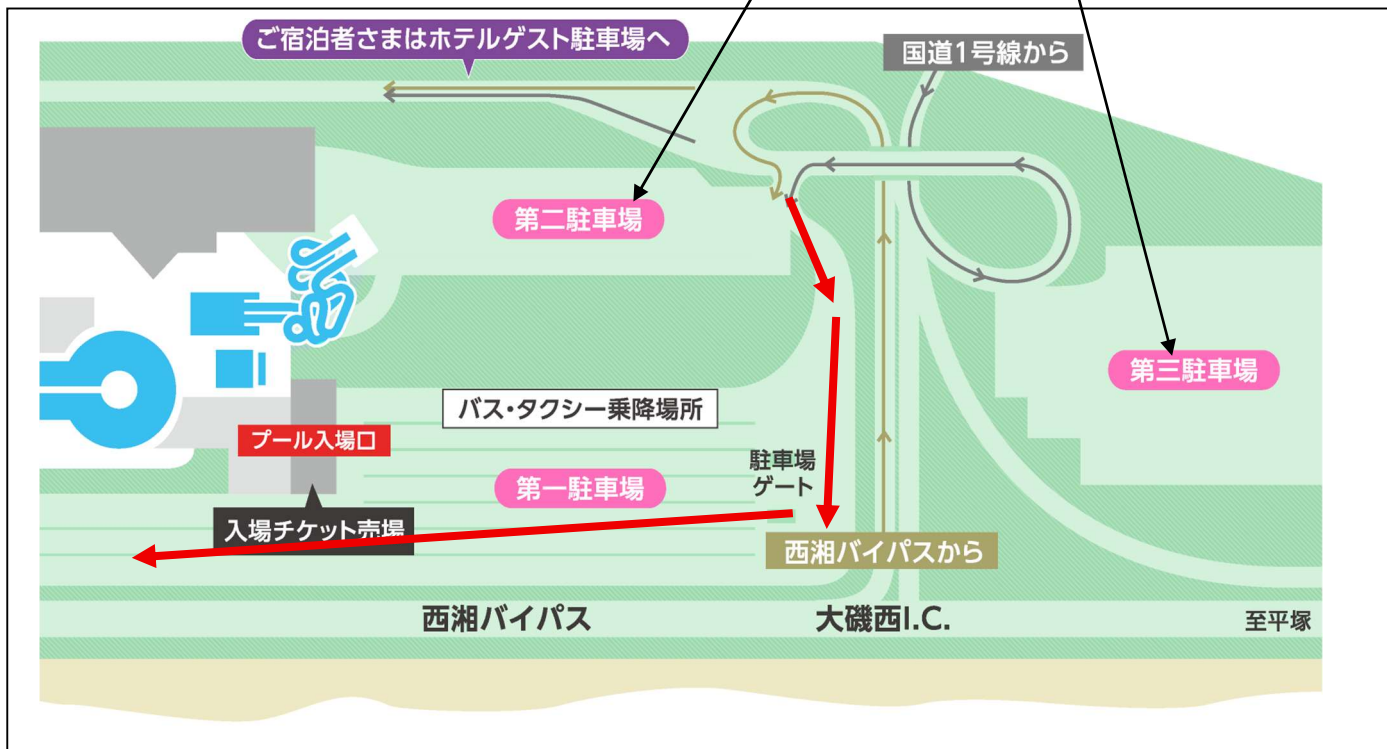 ご宿泊者さまはホテルゲスト駐車場へ
国道1号線から
第二駐車場
第三駐車場
バス・タクシー乗降場所
プール入場口
駐車場
ゲート
第一駐車場
入場チケット売場
西湘バイパスから
西湘バイパス
大磯西I.C.
至平塚